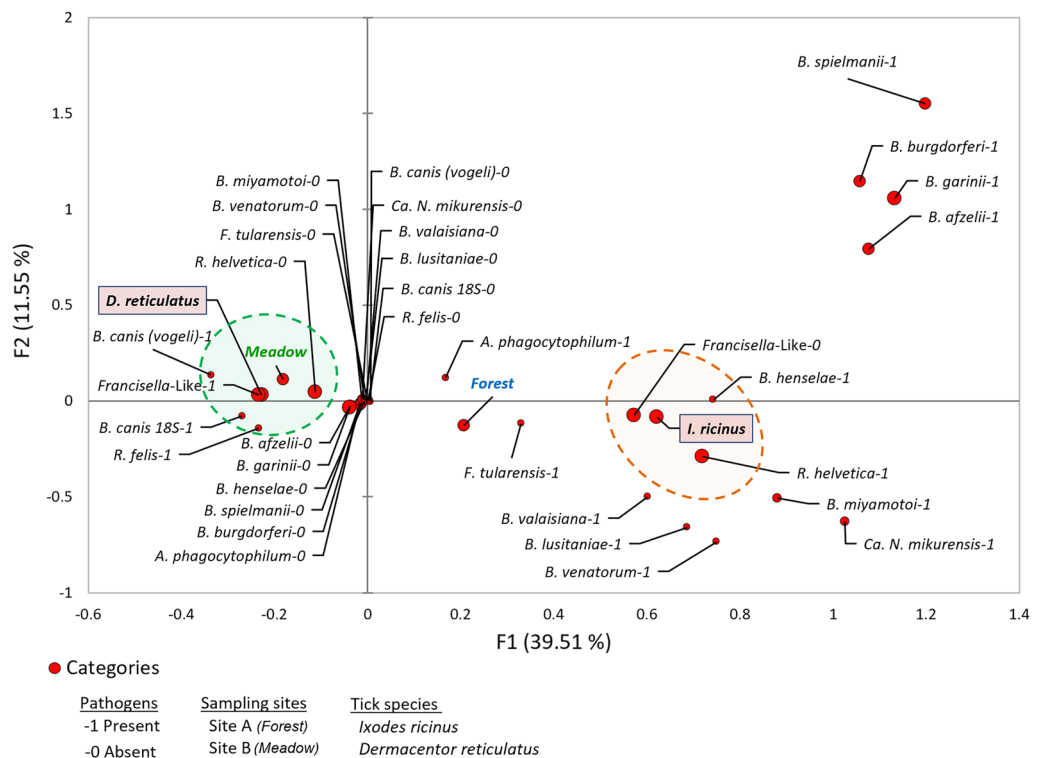 2
B. spielmanii-1
1.5
B. burgdorferi-1
B. canis (vogeli)-0
B. miyamotoi-0
B. garinii-1
1
B. venatorum-0
Ca. N. mikurensis-0
B. afzelii-1
F. tularensis-0
B. valaisiana-0
R. helvetica-0
B. lusitaniae-0
B. canis 18S-0
D. reticulatus
0.5
R. felis-0
B. canis (vogeli)-1
A. phagocytophilum-1
Francisella-Like-0
Meadow
Francisella-Like-1
Forest
B. henselae-1
0
B. canis 18S-1
I. ricinus
B. afzelii-0
R. felis-1
B. garinii-0
F. tularensis-1
R. helvetica-1
B. henselae-0
-0.5
B. miyamotoi-1
B. spielmanii-0
B. valaisiana-1
B. burgdorferi-0
B. lusitaniae-1
Ca. N. mikurensis-1
A. phagocytophilum-0
B. venatorum-1
-1
F2 (11.55 %)
-0.6 -0.4 -0.2 0 0.2 0.4 0.6 0.8 1 1.2 1.4
F1 (39.51 %)
Categories
Pathogens Sampling sites Tick species
-1 Present Site A (Forest) Ixodes ricinus
-0 Absent Site B (Meadow) Dermacentor reticulatus